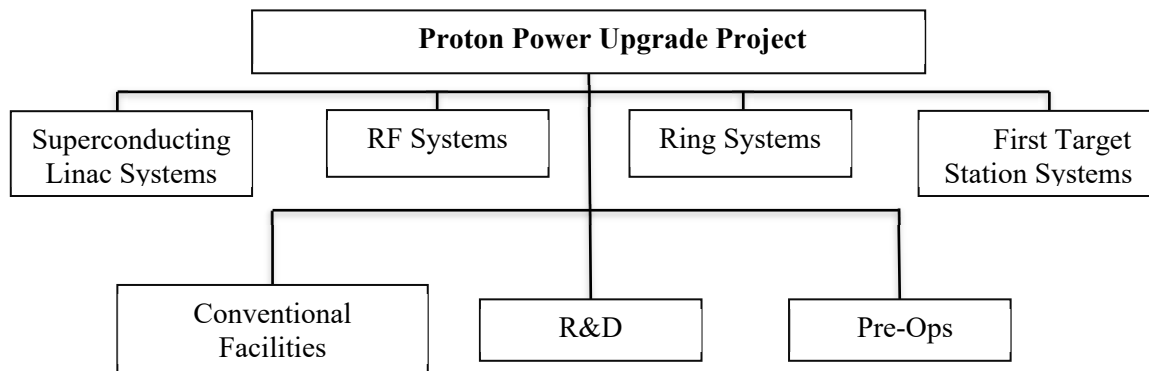 Proton Power Upgrade Project
Superconducting
Linac Systems
RF Systems
Ring Systems
First Target
Station Systems
Conventional
Facilities
R&D
Pre-Ops